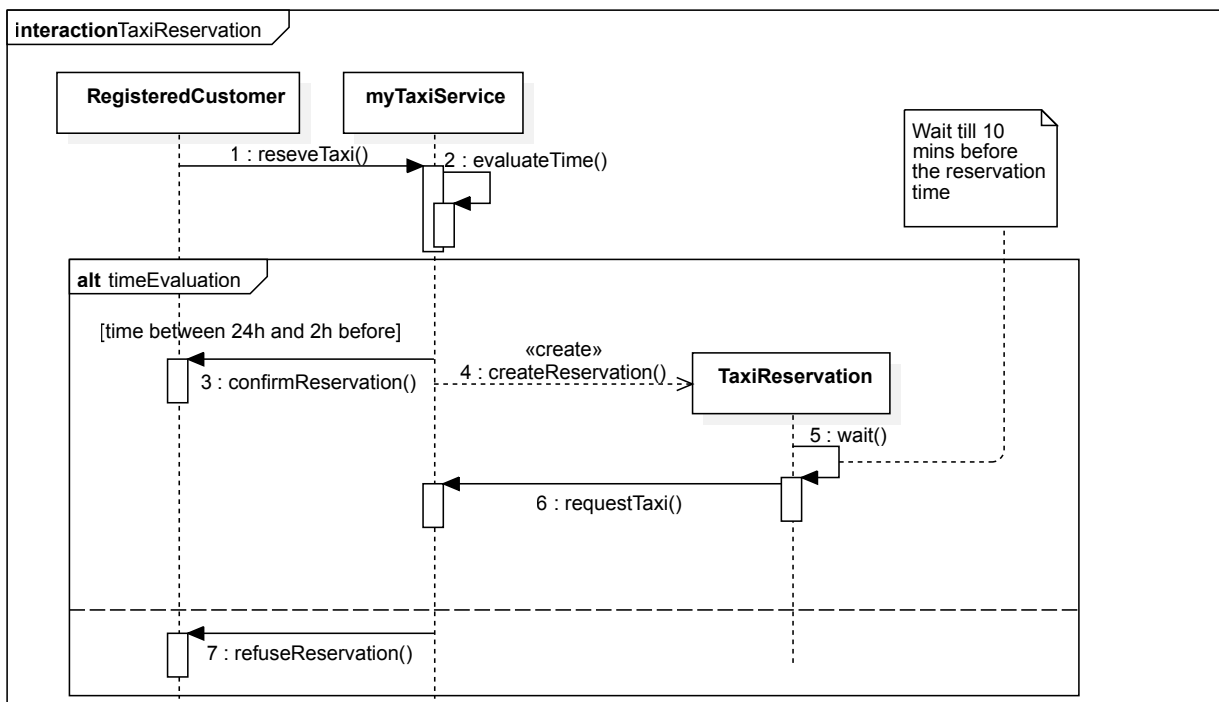 interactionTaxiReservation
RegisteredCustomer
myTaxiService
Wait till 10
mins before
the reservation
time
1 : reseveTaxi()
2 : evaluateTime()
alt timeEvaluation
[time between 24h and 2h before]
3 : confirmReservation()
«create»
4 : createReservation()
TaxiReservation
5 : wait()
6 : requestTaxi()
7 : refuseReservation()